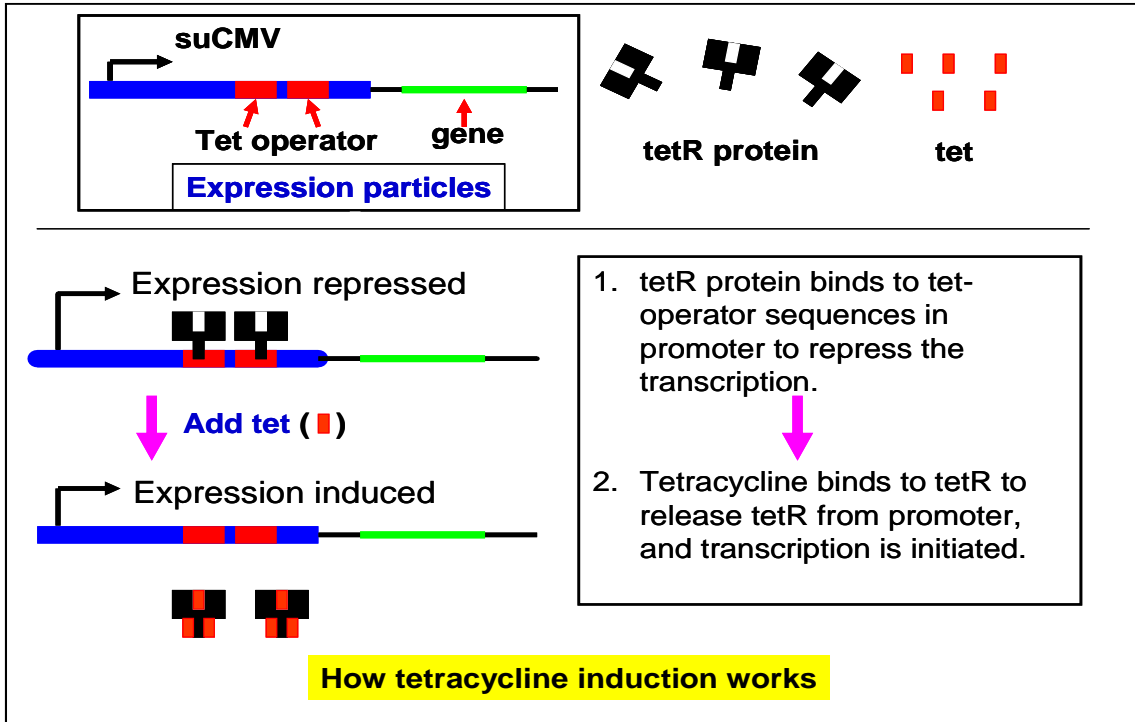 suCMV
Tet operator
gene
Expression particles
tetR protein
tet
Expression repressed
Add tet ( )
Expression induced
1. tetR protein binds to tet-
operator sequences in
promoter to repress the
transcription.
2. Tetracycline binds to tetR to
release tetR from promoter,
and transcription is initiated.
How tetracycline induction works